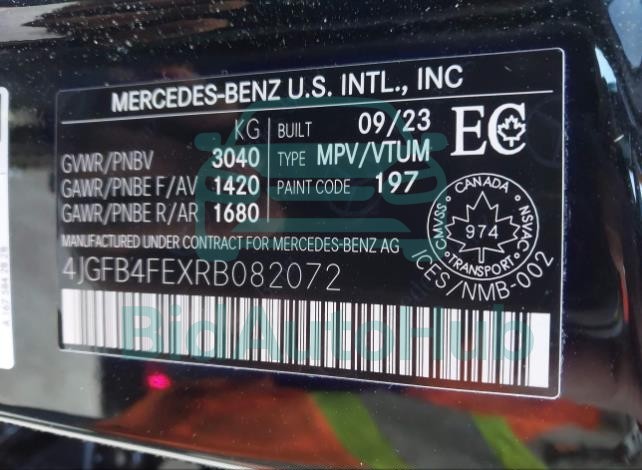 MERCEDES-BENZ U.S. INTL., INC
KG BUILT 09/23 EC
GVWR/PNBV 3040 TYPE MPV/VTUM
GAWR/PNBE F/AV 1420 PAINT CODE 197
GAWR/PNBE R/AR 1680
CANADA
CMVSS 974 NSVAC
TRANSPORT
ICES/NMB-002
MANUFACTURED UNDER CONTRACT FOR MERCEDES-BENZ AG
4JGFB4FEXRB082072
BidAutoHub